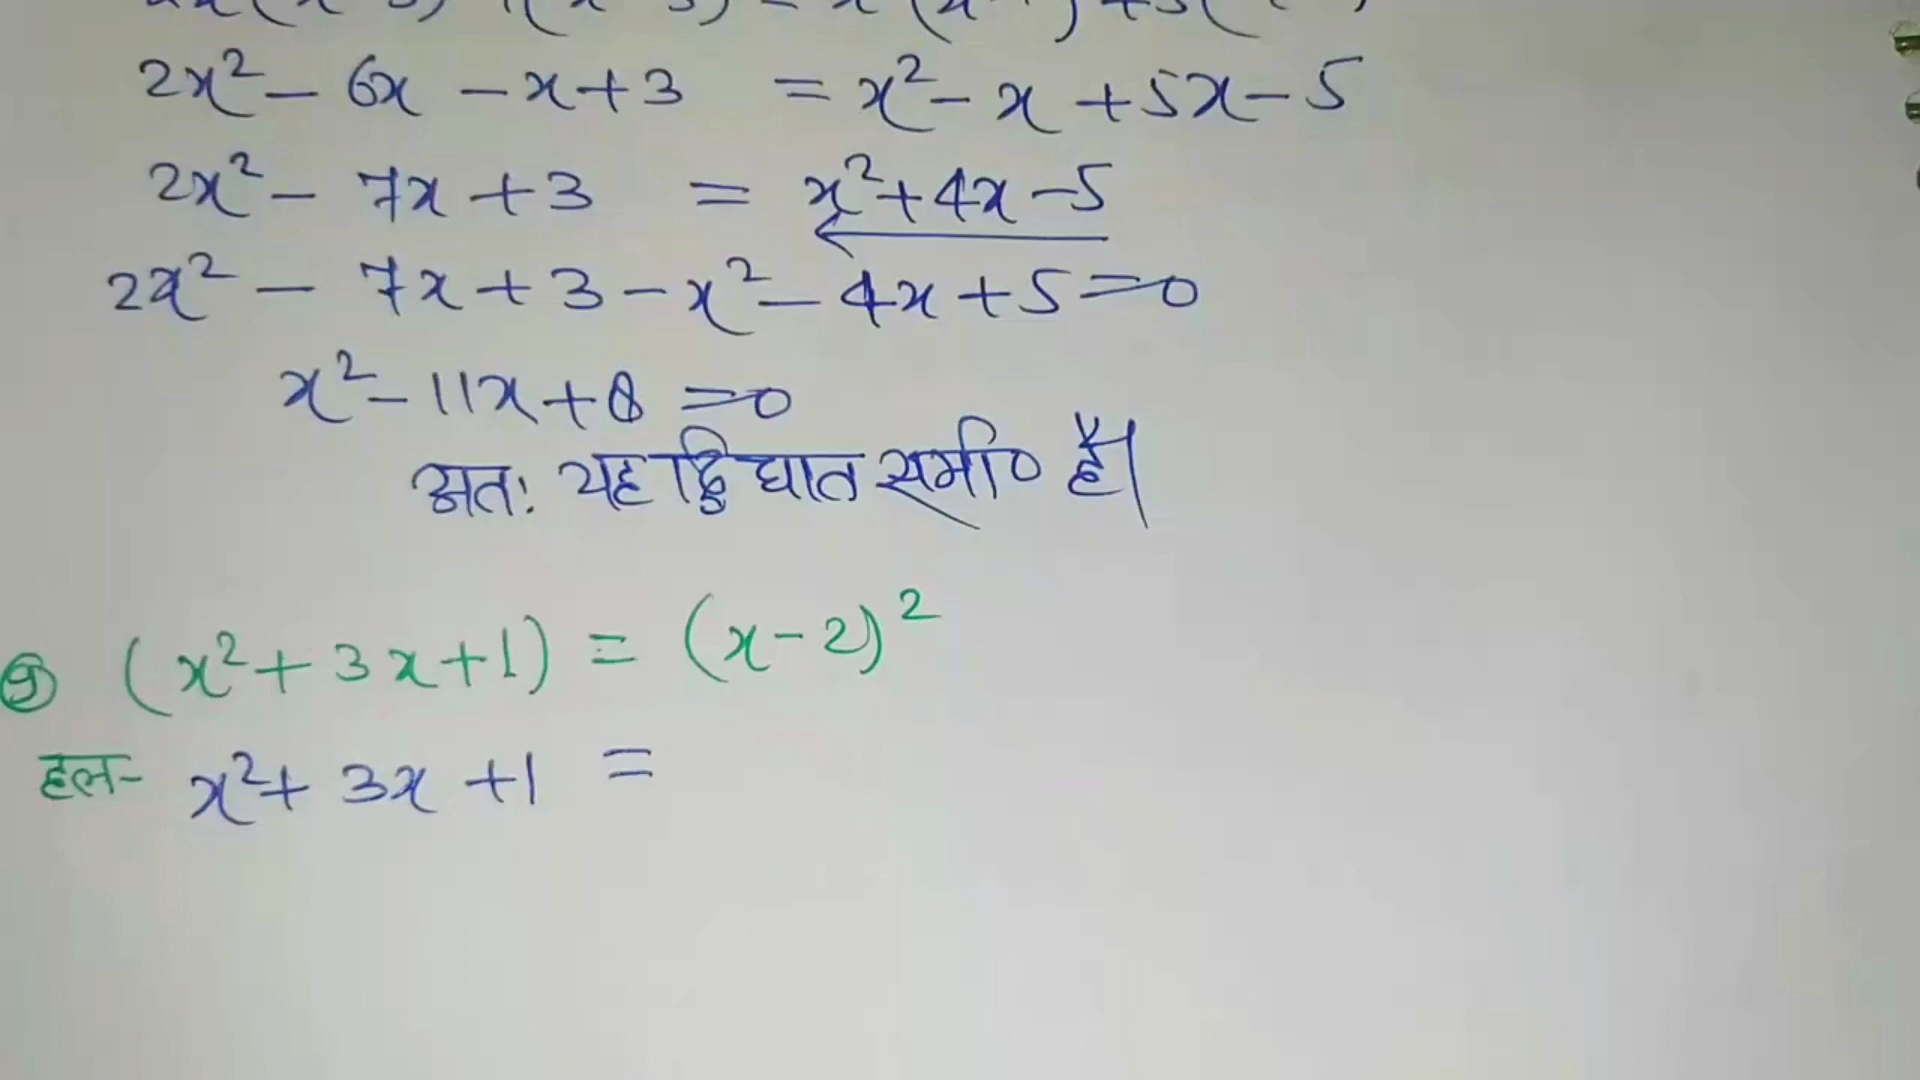 2x² - 6x - x + 3 = x² - x + 5x - 5
2x² - 7x + 3 = x² + 4x - 5
2x² - 7x + 3 - x² - 4x + 5 = 0
x² - 11x + 8 = 0
अतः यह द्विघात समी० है।
(x² + 3x + 1) = (x - 2)²
हल- x² + 3x + 1 =